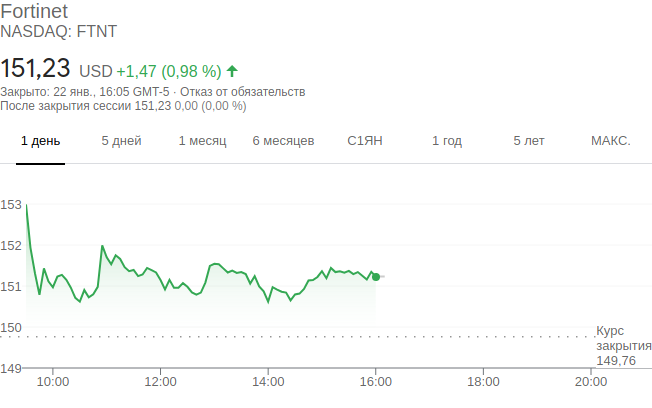 Fortinet
NASDAQ: FTNT
151,23 USD +1,47 (0,98 %)
Закрыто: 22 янв., 16:05 GMT-5 · Отказ от обязательств
После закрытия сессии 151,23 0,00 (0,00 %)
1 день 5 дней 1 месяц 6 месяцев С1ЯН 1 год 5 лет МАКС.
153
152
151
150
Курс
закрытия
149,76
149
10:00 12:00 14:00 16:00 18:00 20:00